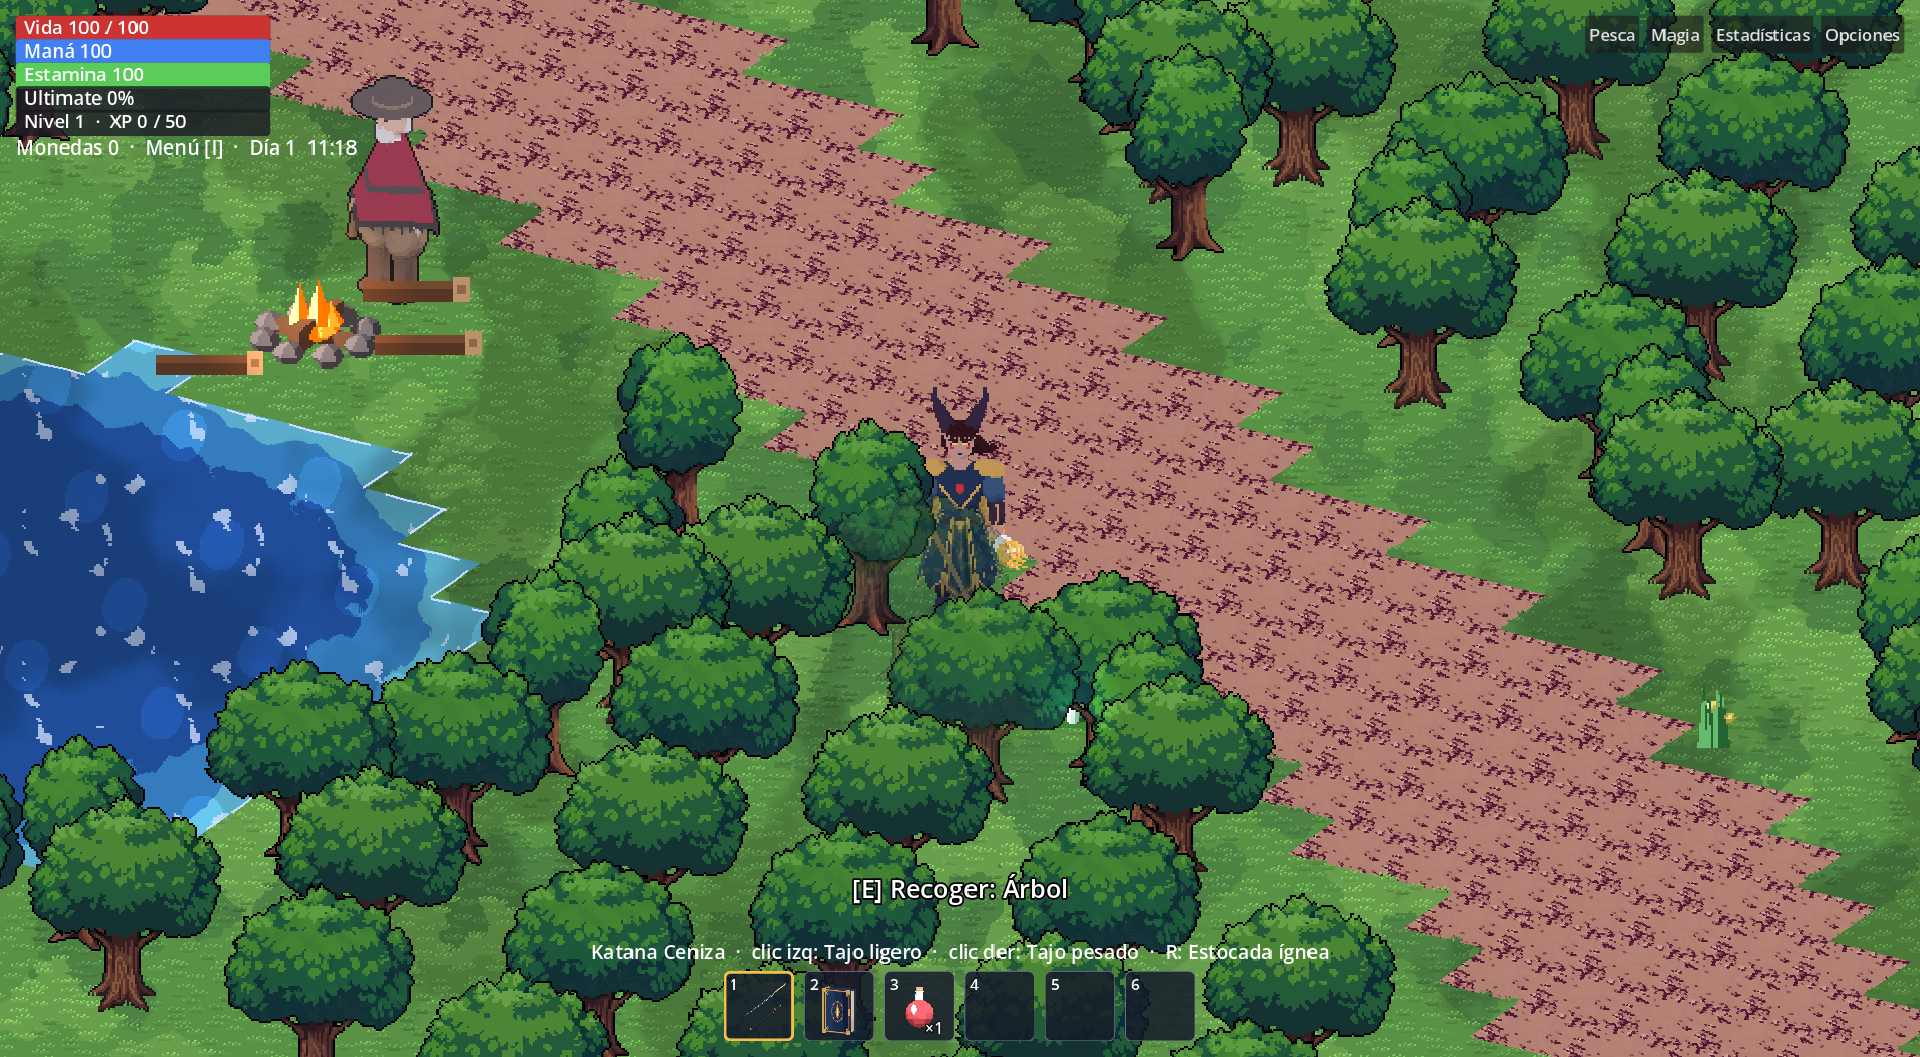 Vida 100 / 100
Maná 100
Estamina 100
Ultimate 0%
Nivel 1 · XP 0 / 50
Monedas 0 · Menú [I] · Día 1 11:18
Pesca Magia Estadísticas Opciones
[E] Recoger: Árbol
Katana Ceniza · clic izq: Tajo ligero · clic der: Tajo pesado · R: Estocada ígnea
1 2 3 4 5 6
×1